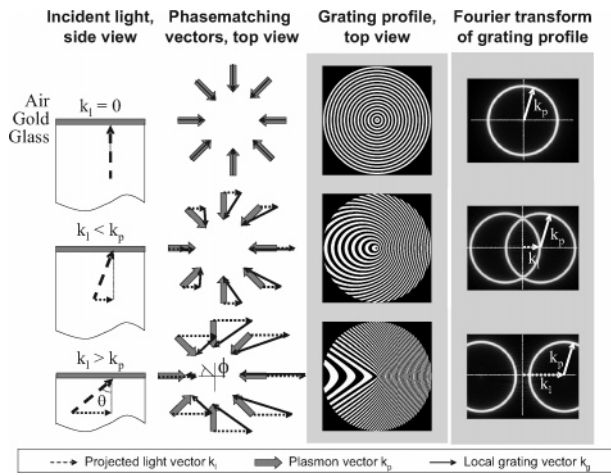 Incident light, side view
Phasematching vectors, top view
Grating profile, top view
Fourier transform of grating profile
Air
Gold
Glass
k_l = 0
k_p
k_l < k_p
k_p
k_l
k_l > k_p
θ
ϕ
k_p
k_l
Projected light vector k_l
Plasmon vector k_p
Local grating vector k_p